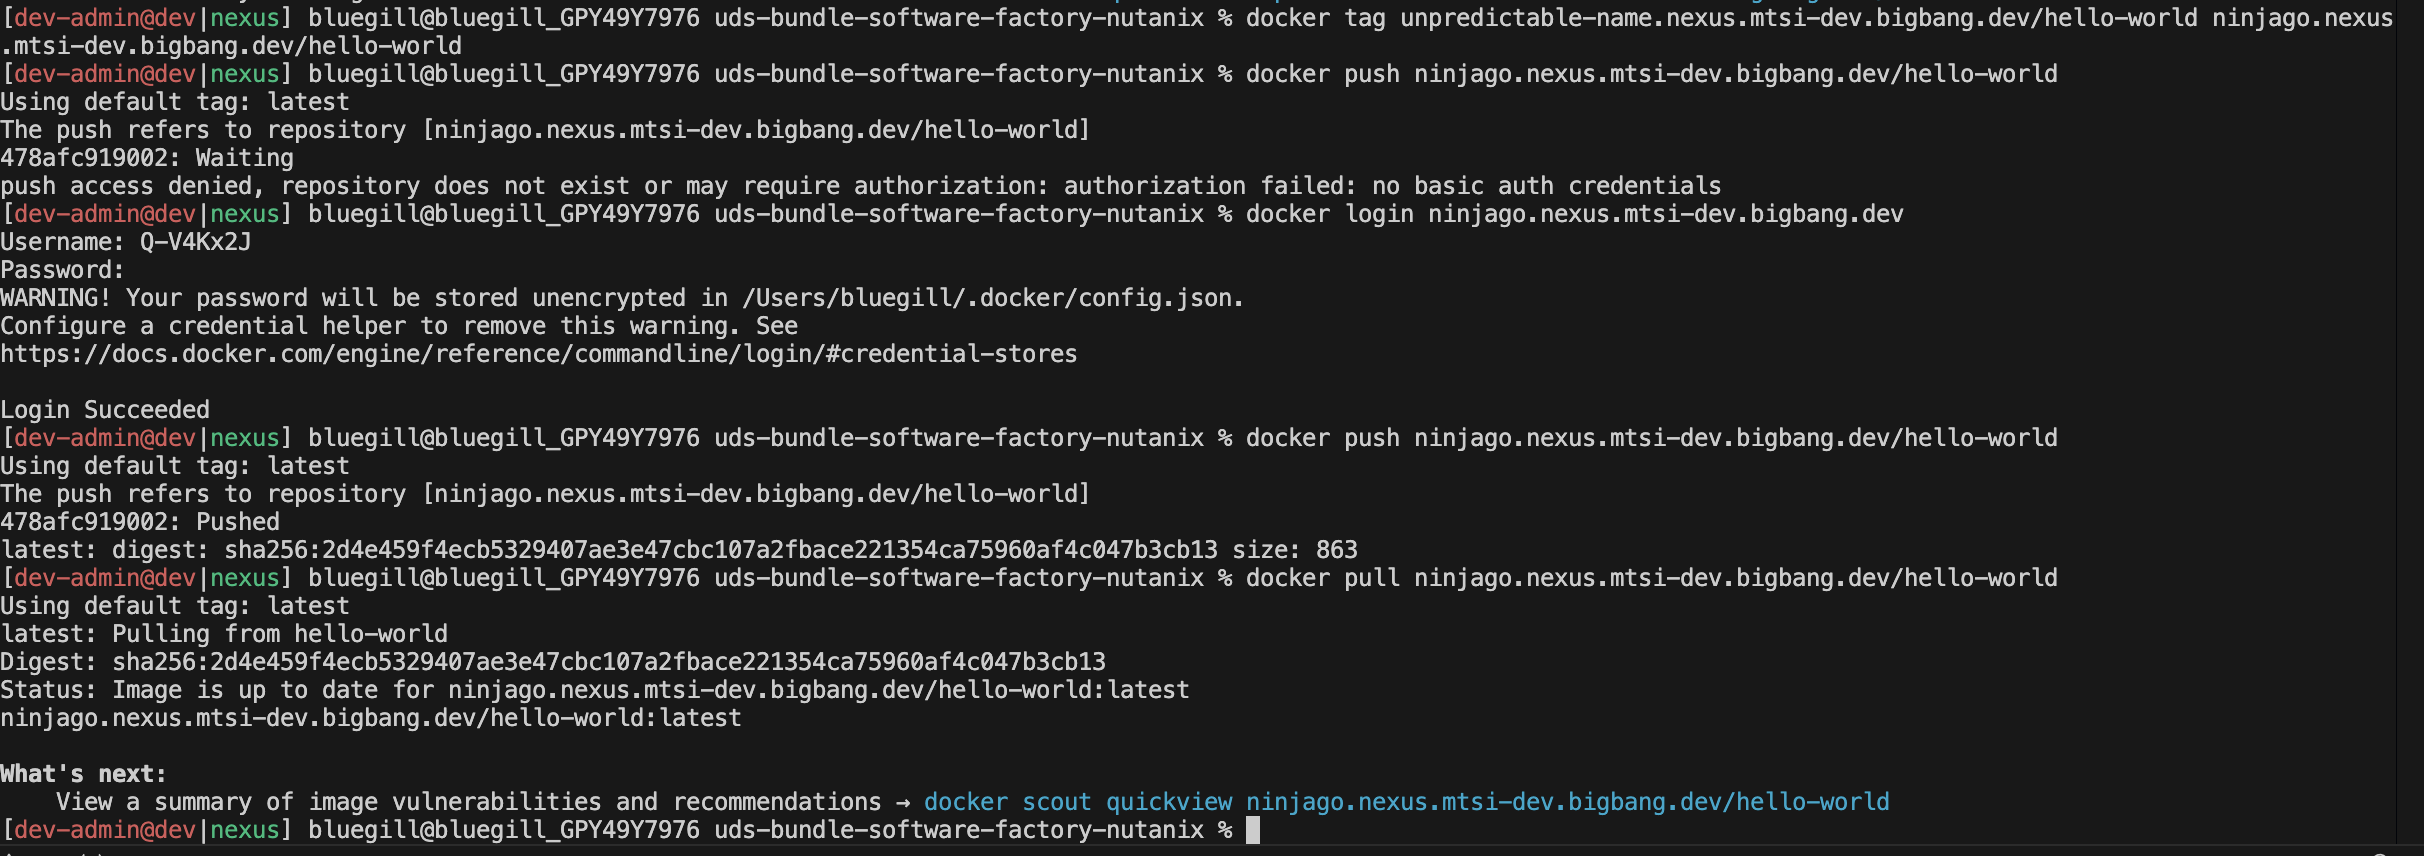 [dev-admin@dev|nexus] bluegill@bluegill_GPY49Y7976 uds-bundle-software-factory-nutanix % docker tag unpredictable-name.nexus.mtsi-dev.bigbang.dev/hello-world ninjago.nexus
.mtsi-dev.bigbang.dev/hello-world
[dev-admin@dev|nexus] bluegill@bluegill_GPY49Y7976 uds-bundle-software-factory-nutanix % docker push ninjago.nexus.mtsi-dev.bigbang.dev/hello-world
Using default tag: latest
The push refers to repository [ninjago.nexus.mtsi-dev.bigbang.dev/hello-world]
478afc919002: Waiting
push access denied, repository does not exist or may require authorization: authorization failed: no basic auth credentials
[dev-admin@dev|nexus] bluegill@bluegill_GPY49Y7976 uds-bundle-software-factory-nutanix % docker login ninjago.nexus.mtsi-dev.bigbang.dev
Username: Q-V4Kx2J
Password:
WARNING! Your password will be stored unencrypted in /Users/bluegill/.docker/config.json.
Configure a credential helper to remove this warning. See
https://docs.docker.com/engine/reference/commandline/login/#credential-stores

Login Succeeded
[dev-admin@dev|nexus] bluegill@bluegill_GPY49Y7976 uds-bundle-software-factory-nutanix % docker push ninjago.nexus.mtsi-dev.bigbang.dev/hello-world
Using default tag: latest
The push refers to repository [ninjago.nexus.mtsi-dev.bigbang.dev/hello-world]
478afc919002: Pushed
latest: digest: sha256:2d4e459f4ecb5329407ae3e47cbc107a2fbace221354ca75960af4c047b3cb13 size: 863
[dev-admin@dev|nexus] bluegill@bluegill_GPY49Y7976 uds-bundle-software-factory-nutanix % docker pull ninjago.nexus.mtsi-dev.bigbang.dev/hello-world
Using default tag: latest
latest: Pulling from hello-world
Digest: sha256:2d4e459f4ecb5329407ae3e47cbc107a2fbace221354ca75960af4c047b3cb13
Status: Image is up to date for ninjago.nexus.mtsi-dev.bigbang.dev/hello-world:latest
ninjago.nexus.mtsi-dev.bigbang.dev/hello-world:latest

What's next:
    View a summary of image vulnerabilities and recommendations → docker scout quickview ninjago.nexus.mtsi-dev.bigbang.dev/hello-world
[dev-admin@dev|nexus] bluegill@bluegill_GPY49Y7976 uds-bundle-software-factory-nutanix %